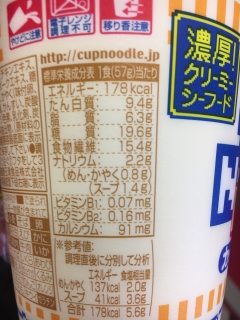 やけどに注意
電子レンジ
調理不可
移り香注意
http://cupnoodle.jp
標準栄養成分表 1食(57g)当たり
エネルギー:178kcal
たん白質: 9.4g
脂質: 6.3g
糖質: 19.6g
食物繊維: 15.4g
ナトリウム: 2.2g
(めん・かやく0.8g)
(スープ1.4g)
ビタミンB1: 0.07mg
ビタミンB2: 0.16mg
カルシウム: 91mg
※参考値:
調理直後に分別して分析
エネルギー 食塩相当量
めん・かやく 137kcal 2.0g
スープ 41kcal 3.6g
合計 178kcal 5.6g
濃厚!
クリーミー
シーフード